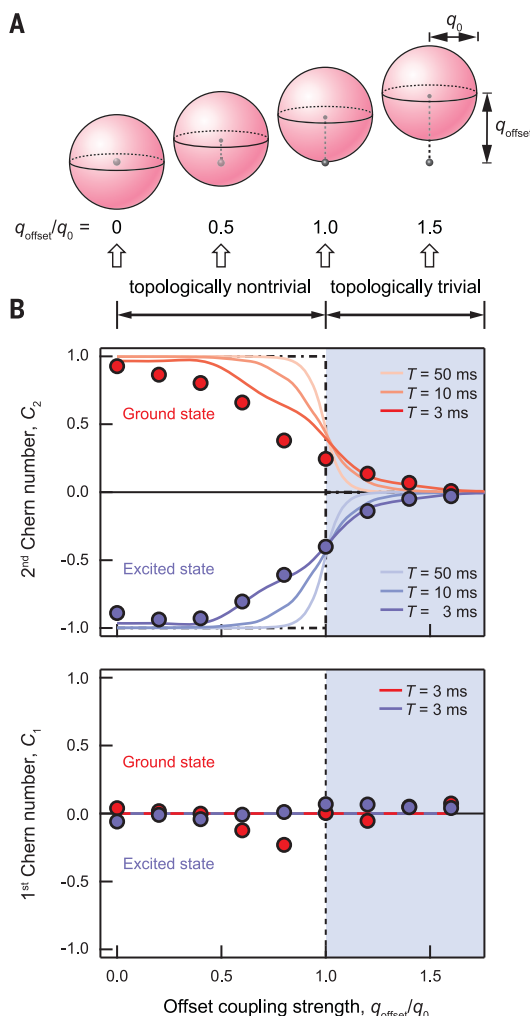 A
q0
qoffset
qoffset/q0 = 0 0.5 1.0 1.5
topologically nontrivial topologically trivial
B
1.0
0.5
0.0
-0.5
-1.0
2nd Chern number, C2
Ground state
T = 50 ms
T = 10 ms
T = 3 ms
Excited state
T = 50 ms
T = 10 ms
T = 3 ms
1.0
0.5
0.0
-0.5
-1.0
1st Chern number, C1
Ground state
T = 3 ms
T = 3 ms
Excited state
0.0 0.5 1.0 1.5
Offset coupling strength, qoffset/q0